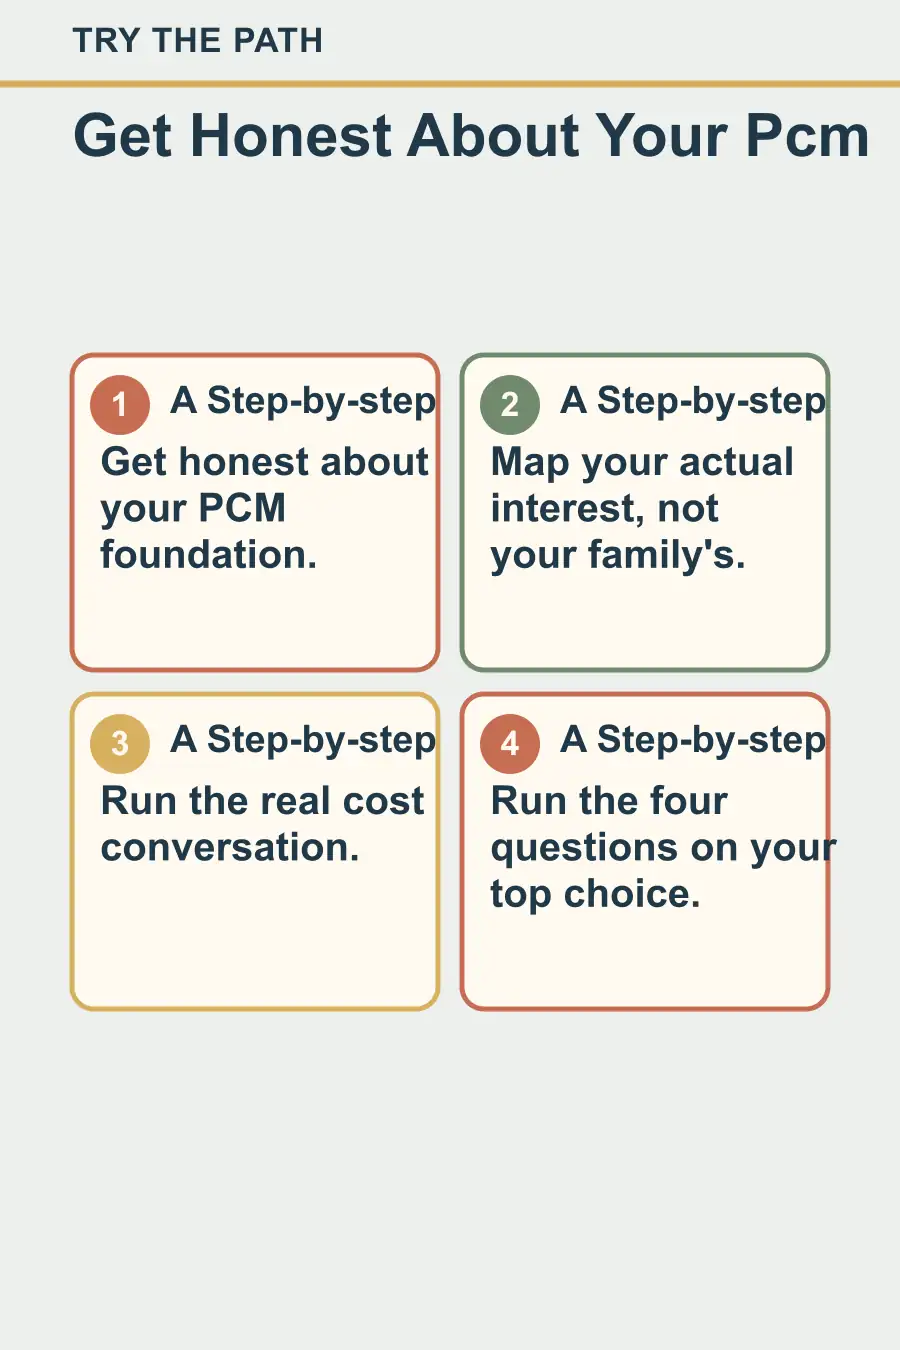 TRY THE PATH
Get Honest About Your Pcm
1
A Step-by-step
Get honest about
your PCM
foundation.
2
A Step-by-step
Map your actual
interest, not
your family's.
3
A Step-by-step
Run the real cost
conversation.
4
A Step-by-step
Run the four
questions on your
top choice.